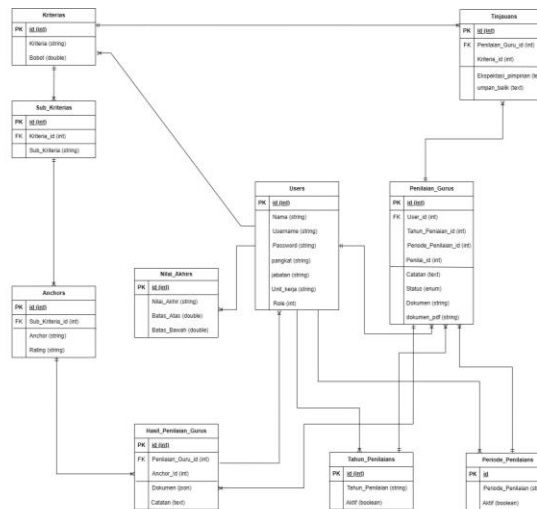 Kriterias
PK id (int)
Kriteria (string)
Bobot (double)
Tinjauans
PK id (int)
FK Penilaian_Guru_id (int)
Kriteria_id (int)
Ekspektasi_pimpinan (te
umpan_balik (text)
Sub_Kriterias
PK id (int)
FK Kriteria_id (int)
Sub_Kriteria (string)
Users
PK id (int)
Nama (string)
Username (string)
Password (string)
pangkat (string)
jabatan (string)
Unit_kerja (string)
Role (int)
Penilaian_Gurus
PK id (int)
FK User_id (int)
Periode_Penilaian_id (int)
Penilai_id (int)
Catatan (text)
Status (enum)
Dokumen (string)
dokumen_pdf (string)
Nilai_Akhirs
PK id (int)
Nilai_Akhir (string)
Batas_Atas (double)
Batas_Bawah (double)
Anchors
PK id (int)
FK Sub_Kriteria_id (int)
Anchor (string)
Rating (string)
Hasil_Penilaian_Gurus
PK id (int)
FK Penilaian_Guru_id (int)
Anchor_id (int)
Dokumen (json)
Catatan (text)
Tahun_Penilaians
PK id (int)
Tahun_Penilaian (string)
Aktif (boolean)
Periode_Penilaians
PK id
Periode_Penilaian (st
Aktif (boolean)